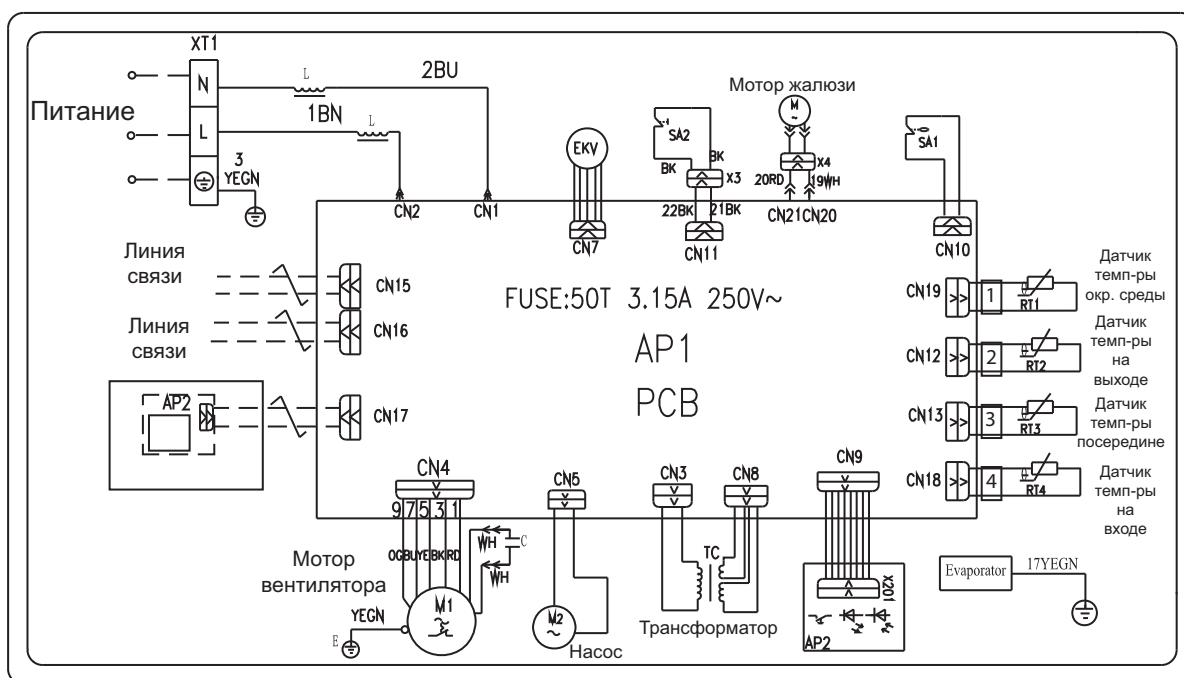 XT1
N
L
3
YEGN
Питание
L
2BU
1BN
L
CN2
CN1
EKV
CN7
SA2
BK
BK
X3
22BK
21BK
CN11
Мотор жалюзи
M
~
X4
20RD
19WH
CN21
CN20
SA1
CN10
Линия
связи
CN15
Линия
связи
CN16
AP2
CN17
FUSE:50T 3.15A 250V~
AP1
PCB
CN19
1
RT1
Датчик
темп-ры
окр. среды
CN12
2
RT2
Датчик
темп-ры
на
выходе
CN13
3
RT3
Датчик
темп-ры
посередине
CN18
4
RT4
Датчик
темп-ры
на
входе
CN4
9 7 5 3 1
OG BU YE BK RD
WH
WH
C
Мотор
вентилятора
YEGN
E
M1
CN5
M2
~
Насос
CN3
CN8
TC
Трансформатор
CN9
X201
AP2
Evaporator
17YEGN